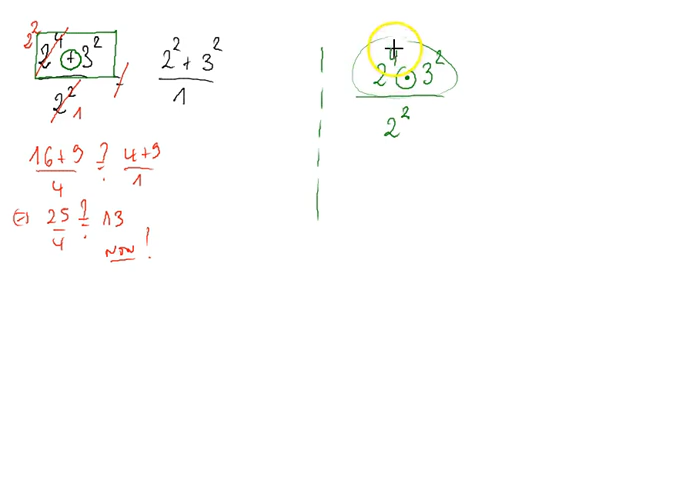 2² 2⁴ + 3² / 2² 1 ≠ 2² + 3² / 1
16 + 9 / 4 ?= 4 + 9 / 1
(=) 25 / 4 ?= 13
NON !
2⁴ · 3² / 2²